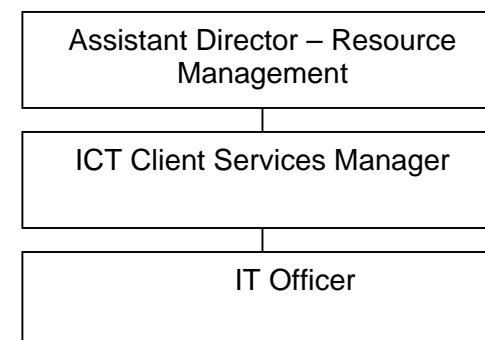 Assistant Director – Resource
Management
ICT Client Services Manager
IT Officer